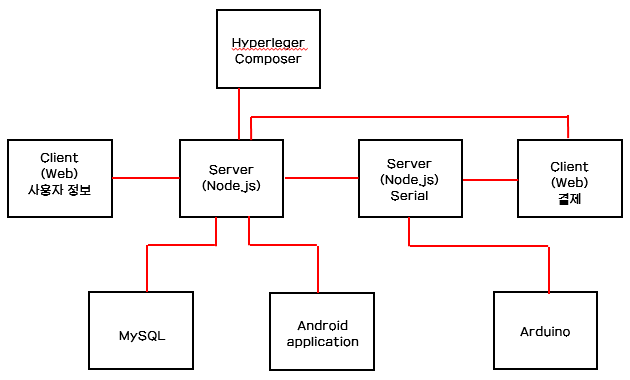 Hyperleger
Composer
Client
(Web)
사용자 정보
Server
(Node.js)
Server
(Node.js)
Serial
Client
(Web)
결제
MySQL
Android
application
Arduino